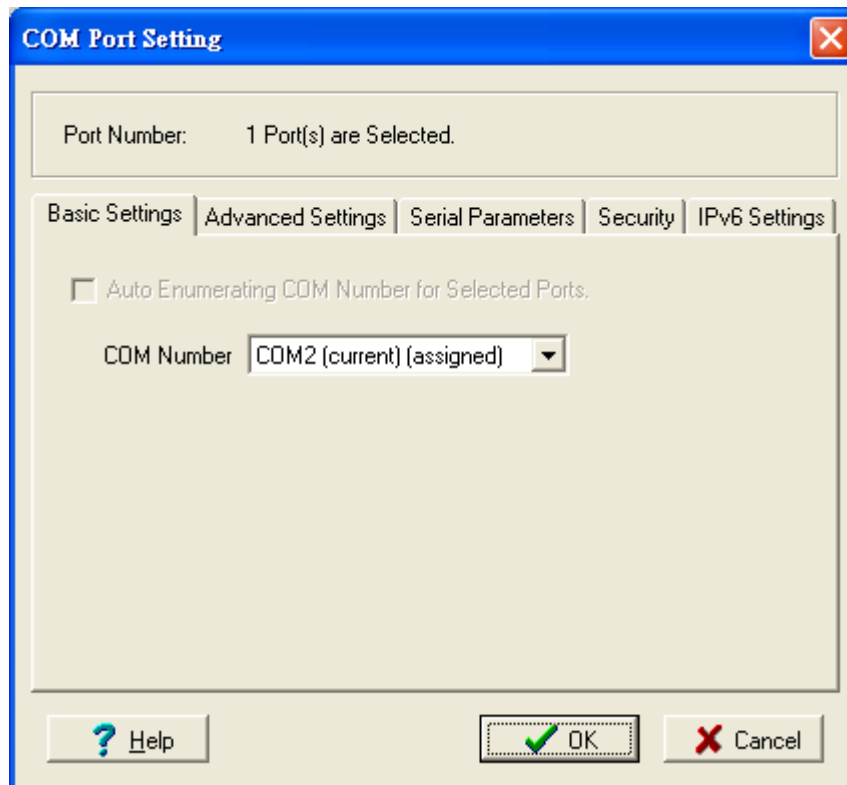 COM Port Setting
Port Number: 1 Port(s) are Selected.
Basic Settings Advanced Settings Serial Parameters Security IPv6 Settings
Auto Enumerating COM Number for Selected Ports.
COM Number COM2 (current) (assigned)
? Help OK Cancel